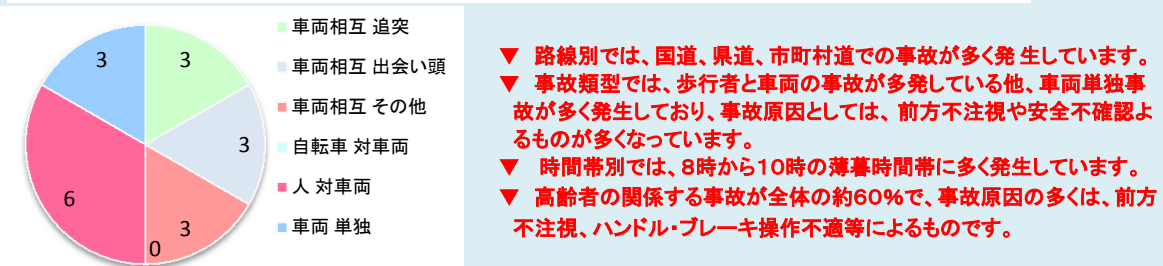 3
3
3
3
0
6
車両相互 追突
車両相互 出会い頭
車両相互 その他
自転車 対車両
人 対車両
車両 単独
▼ 路線別では、国道、県道、市町村道での事故が多く発生しています。
▼ 事故類型では、歩行者と車両の事故が多発している他、車両単独事
故が多く発生しており、事故原因としては、前方不注視や安全不確認よ
るものが多くなっています。
▼ 時間帯別では、8時から10時の薄暮時間帯に多く発生しています。
▼ 高齢者の関係する事故が全体の約60%で、事故原因の多くは、前方
不注視、ハンドル・ブレーキ操作不適等によるものです。